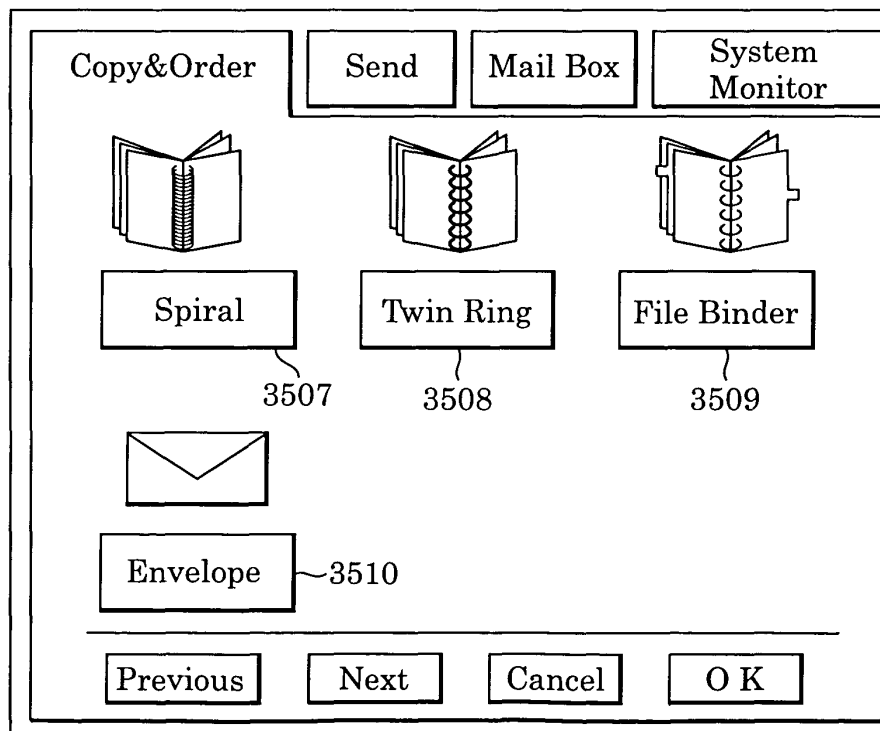 Copy&Order
Send
Mail Box
System
Monitor
Spiral
Twin Ring
File Binder
3507
3508
3509
Envelope
3510
Previous
Next
Cancel
O K